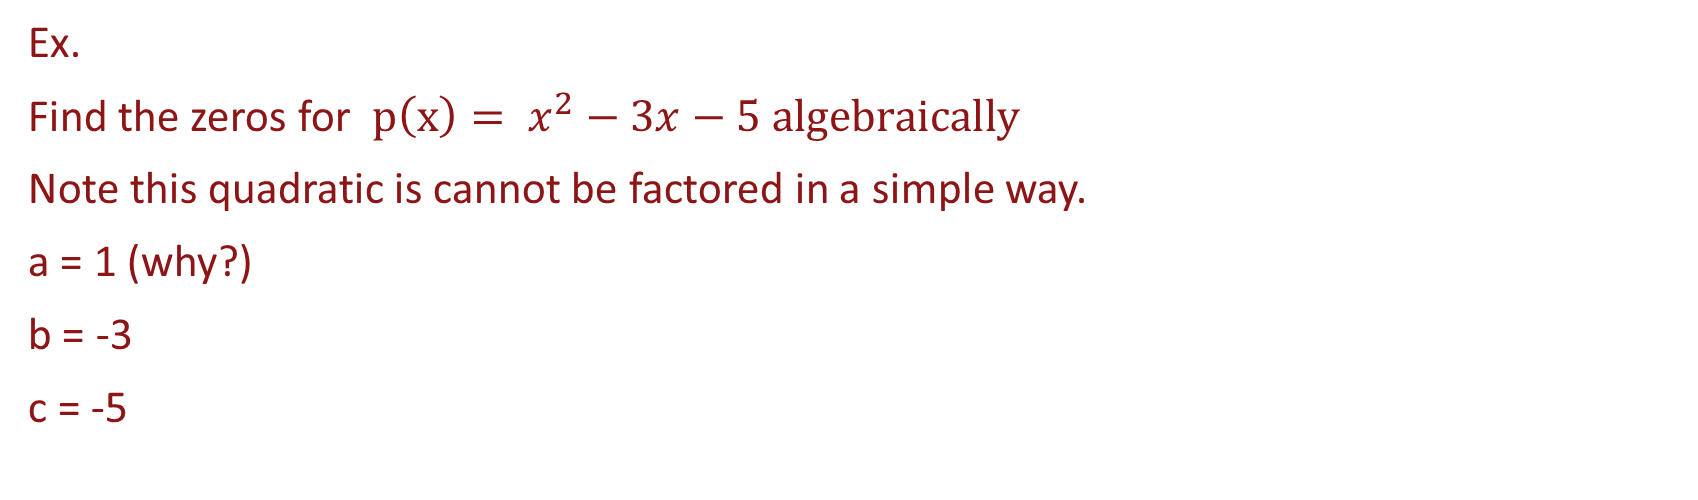 Ex.
Find the zeros for p(x) = x² − 3x − 5 algebraically
Note this quadratic is cannot be factored in a simple way.
a = 1 (why?)
b = -3
c = -5